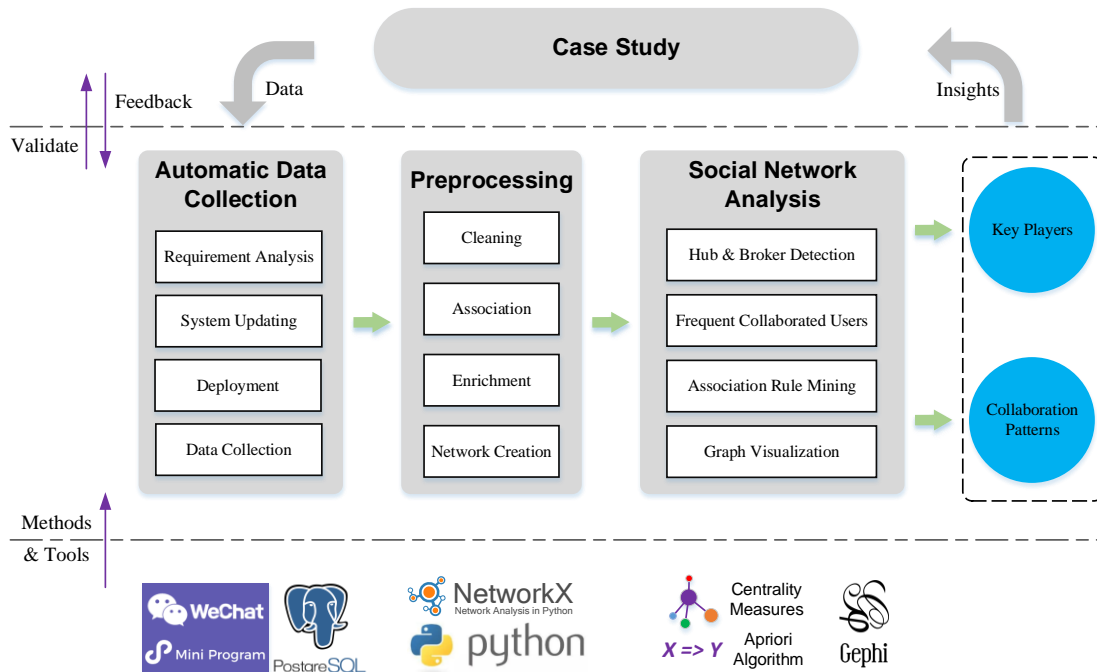 Case Study
Data
Insights
Feedback
Validate
Automatic Data
Collection
Requirement Analysis
System Updating
Deployment
Data Collection
Preprocessing
Cleaning
Association
Enrichment
Network Creation
Social Network
Analysis
Hub & Broker Detection
Frequent Collaborated Users
Association Rule Mining
Graph Visualization
Key Players
Collaboration
Patterns
Methods
& Tools
WeChat
Mini Program
PostgreSQL
NetworkX
Network Analysis in Python
python
Centrality
Measures
X => Y
Apriori
Algorithm
Gephi